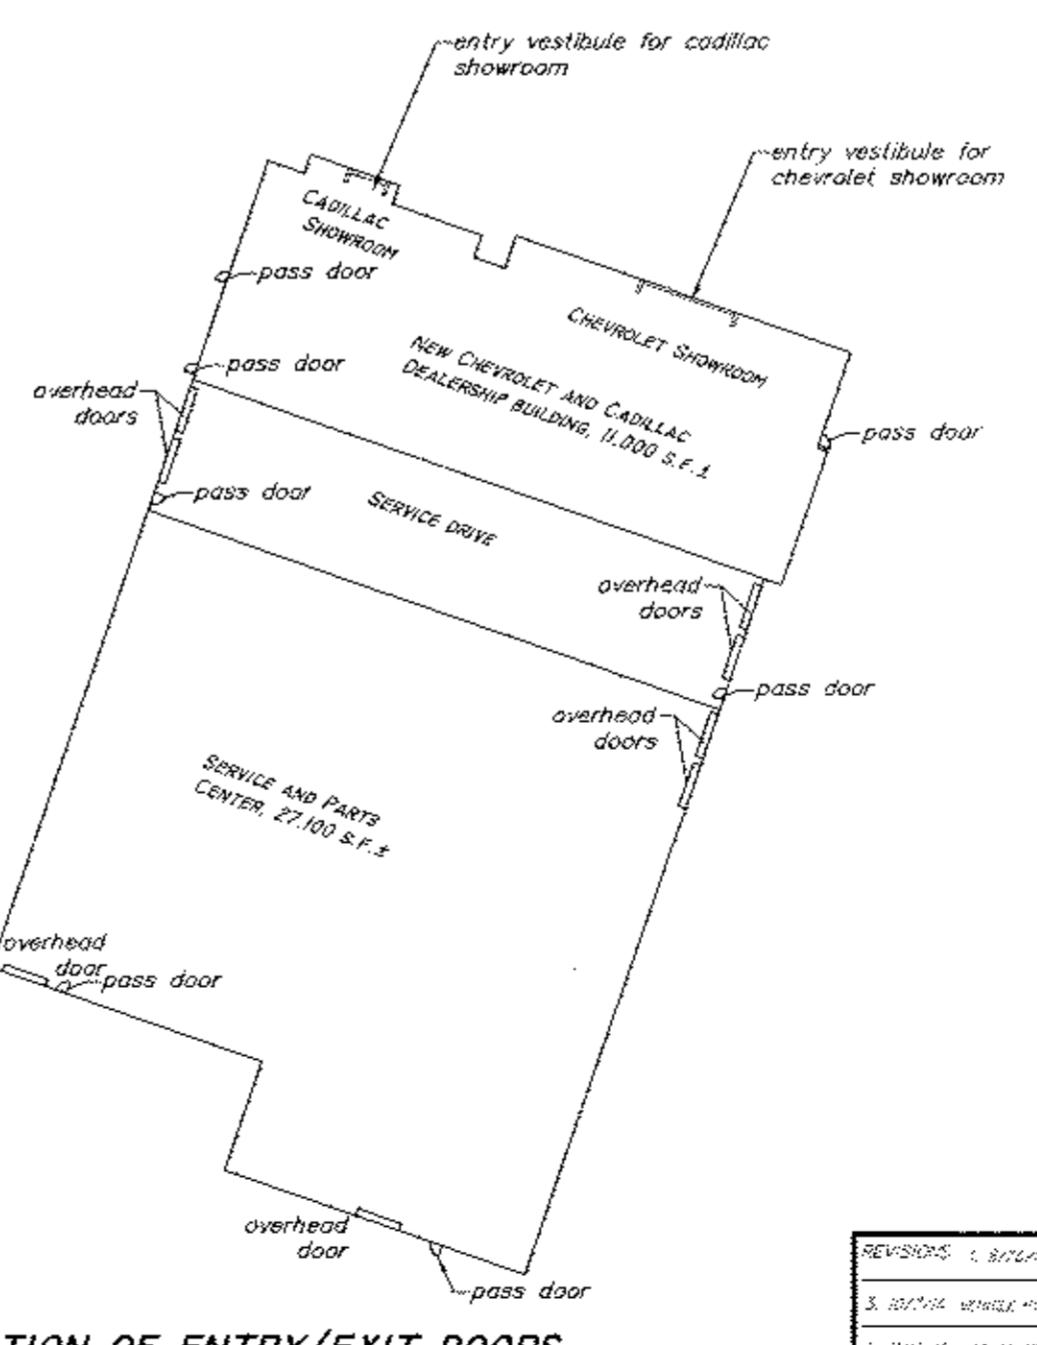 entry vestibule for cadillac
showroom
entry vestibule for
chevrolet showroom
CADILLAC
SHOWROOM
pass door
CHEVROLET SHOWROOM
pass door
NEW CHEVROLET AND CADILLAC
DEALERSHIP BUILDING, 11,000 S.F.±
overhead
doors
pass door
pass door
SERVICE DRIVE
overhead
doors
pass door
overhead
doors
SERVICE AND PARTS
CENTER, 27,100 S.F.±
overhead
door
pass door
overhead
door
pass door
REVISIONS 1.
3.
TION OF ENTRY/EXIT DOORS